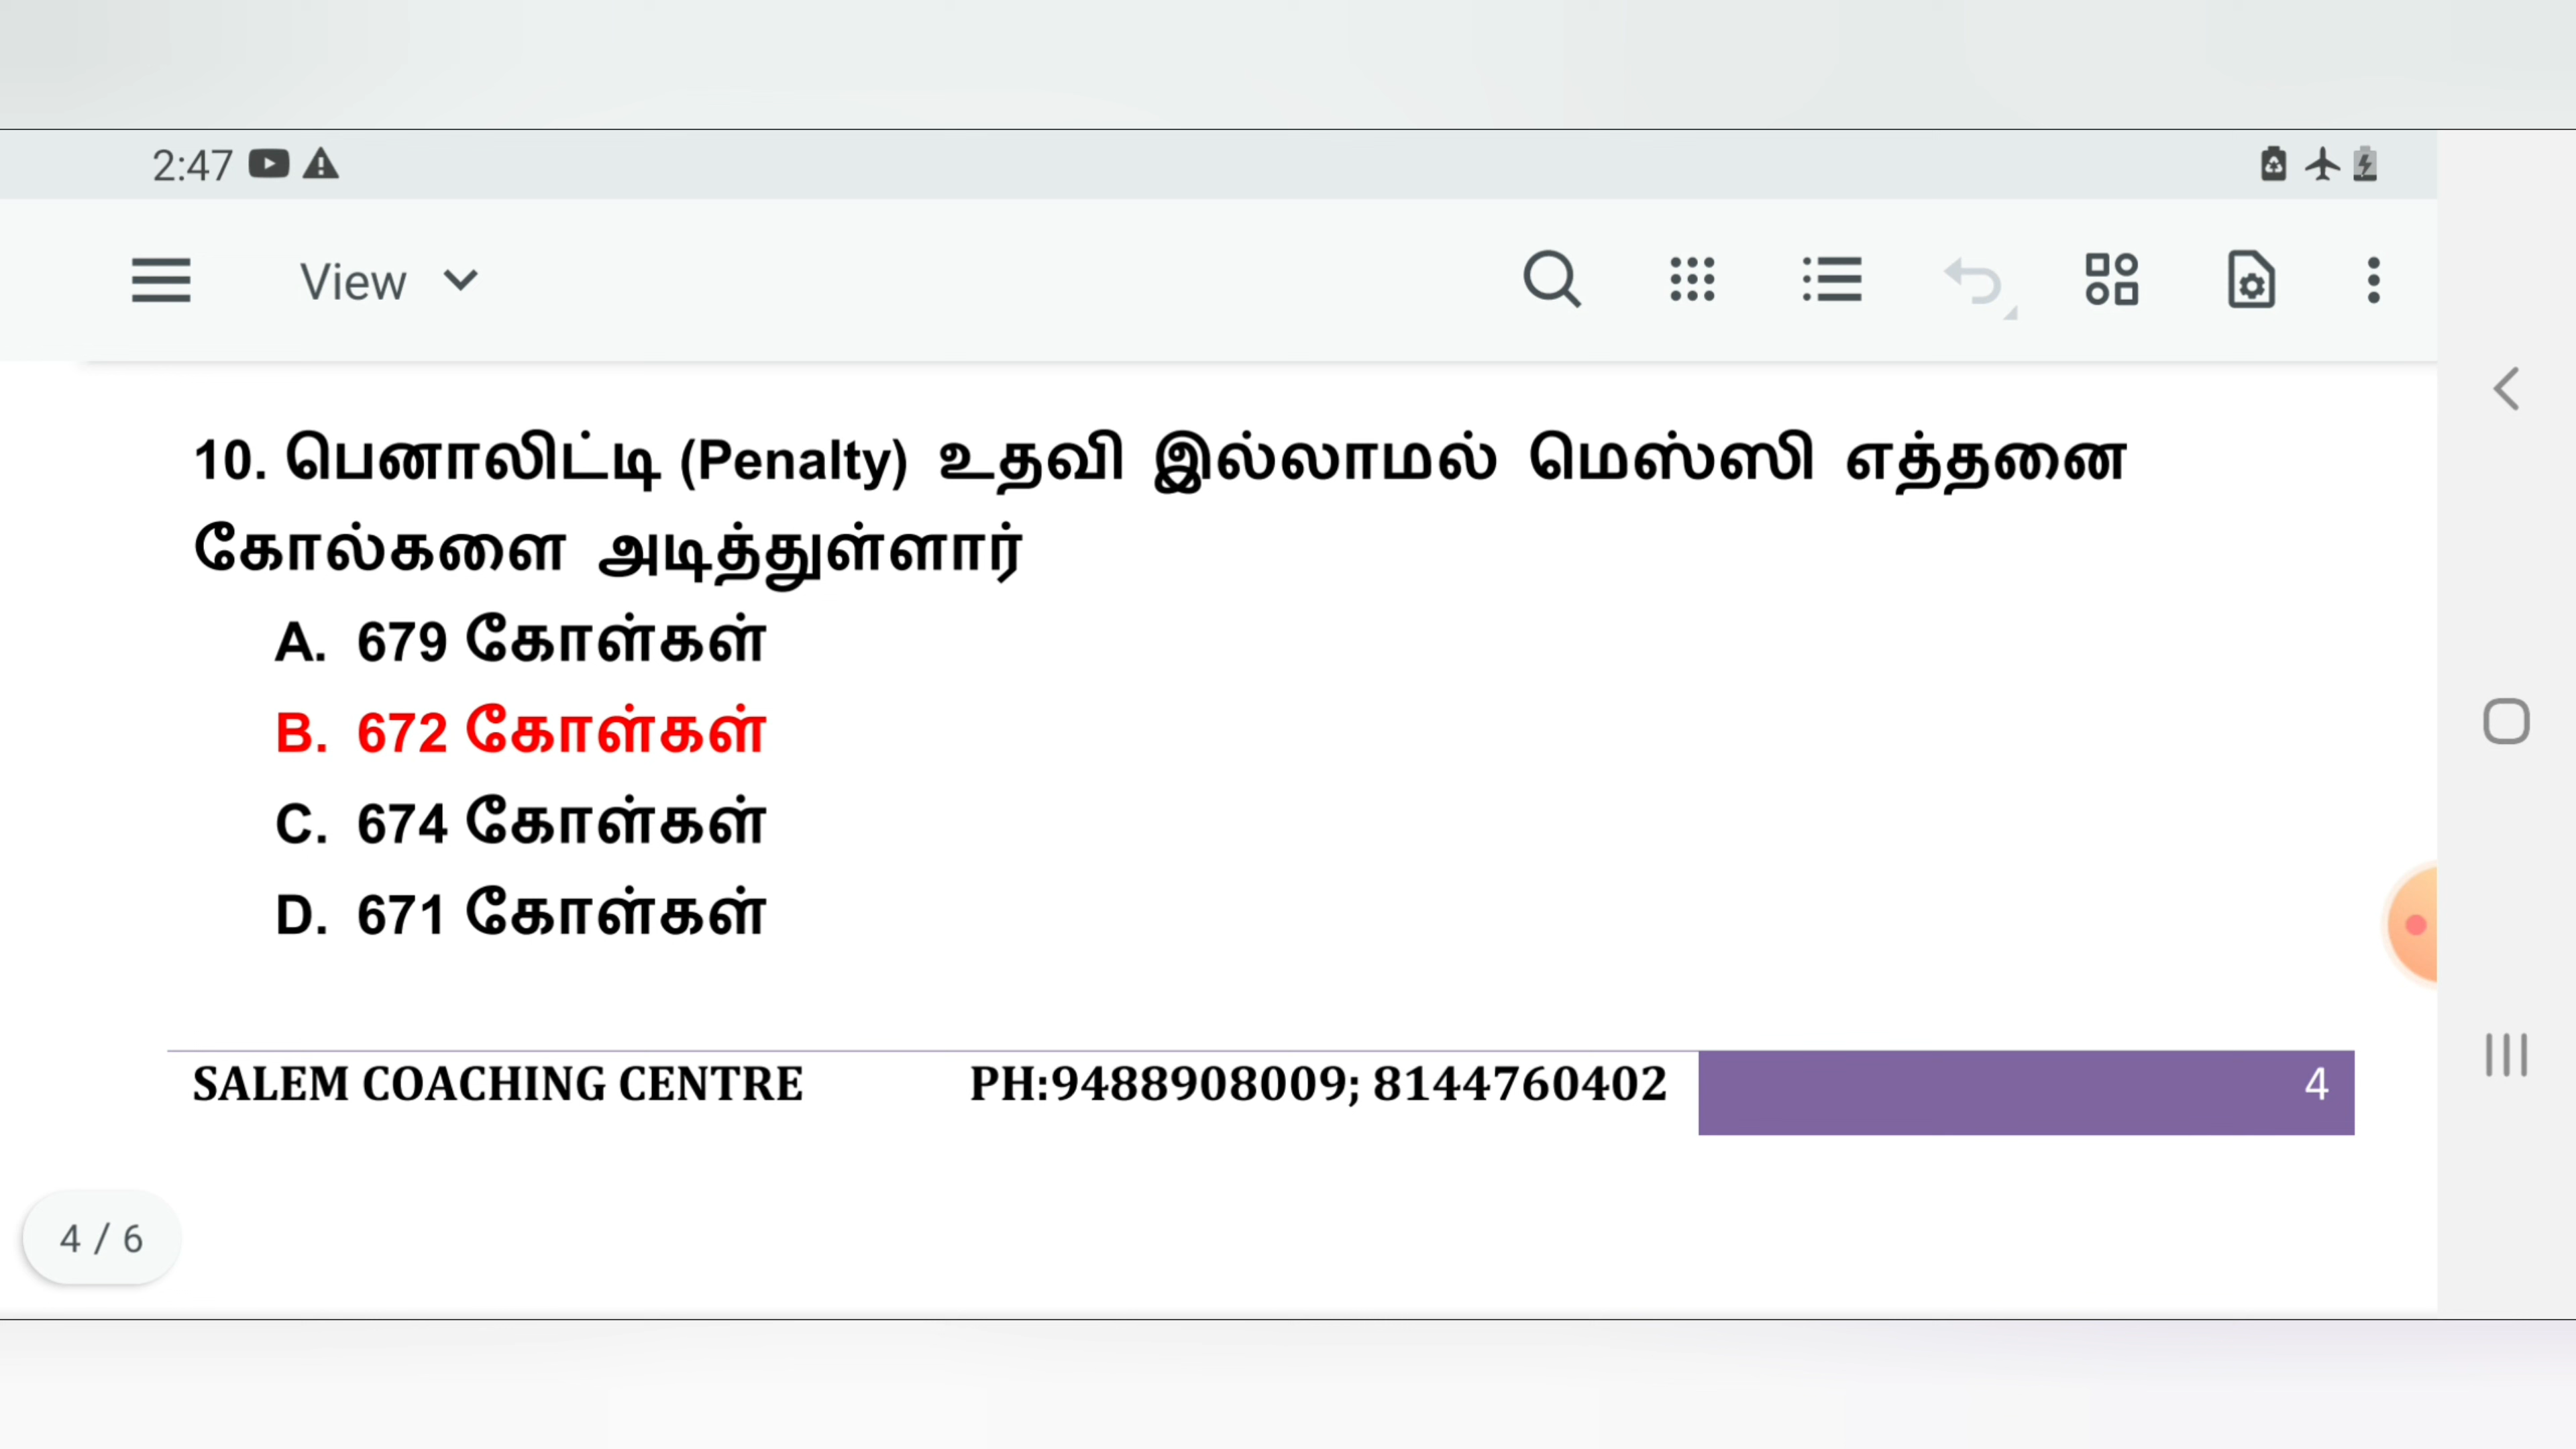 2:47
View
10. பெனாலிட்டி (Penalty) உதவி இல்லாமல் மெஸ்ஸி எத்தனை
கோல்களை அடித்துள்ளார்
A. 679 கோள்கள்
B. 672 கோள்கள்
C. 674 கோள்கள்
D. 671 கோள்கள்
SALEM COACHING CENTRE PH:9488908009; 8144760402 4
4 / 6